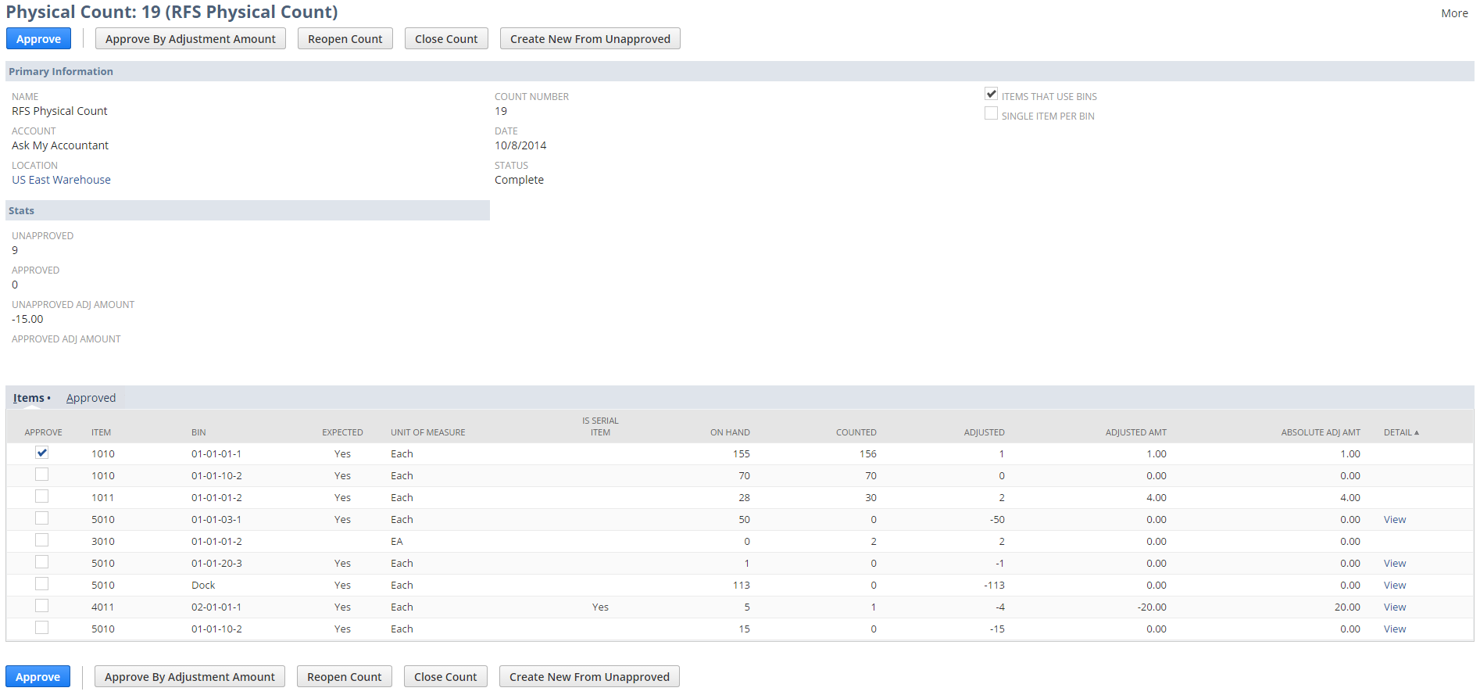 Physical Count: 19 (RFS Physical Count)
More
Approve Approve By Adjustment Amount Reopen Count Close Count Create New From Unapproved
Primary Information
NAME
RFS Physical Count
ACCOUNT
Ask My Accountant
LOCATION
US East Warehouse
COUNT NUMBER
19
DATE
10/8/2014
STATUS
Complete
ITEMS THAT USE BINS
SINGLE ITEM PER BIN
Stats
UNAPPROVED
9
APPROVED
0
UNAPPROVED ADJ AMOUNT
-15.00
APPROVED ADJ AMOUNT
Items • Approved
APPROVE ITEM BIN EXPECTED UNIT OF MEASURE IS SERIAL ITEM ON HAND COUNTED ADJUSTED ADJUSTED AMT ABSOLUTE ADJ AMT DETAIL ▲
1010 01-01-01-1 Yes Each 155 156 1 1.00 1.00
1010 01-01-10-2 Yes Each 70 70 0 0.00 0.00
1011 01-01-01-2 Yes Each 28 30 2 4.00 4.00
5010 01-01-03-1 Yes Each 50 0 -50 0.00 0.00 View
3010 01-01-01-2 EA 0 2 2 0.00 0.00
5010 01-01-20-3 Yes Each 1 0 -1 0.00 0.00 View
5010 Dock Yes Each 113 0 -113 0.00 0.00 View
4011 02-01-01-1 Yes Each Yes 5 1 -4 -20.00 20.00 View
5010 01-01-10-2 Yes Each 15 0 -15 0.00 0.00 View
Approve Approve By Adjustment Amount Reopen Count Close Count Create New From Unapproved